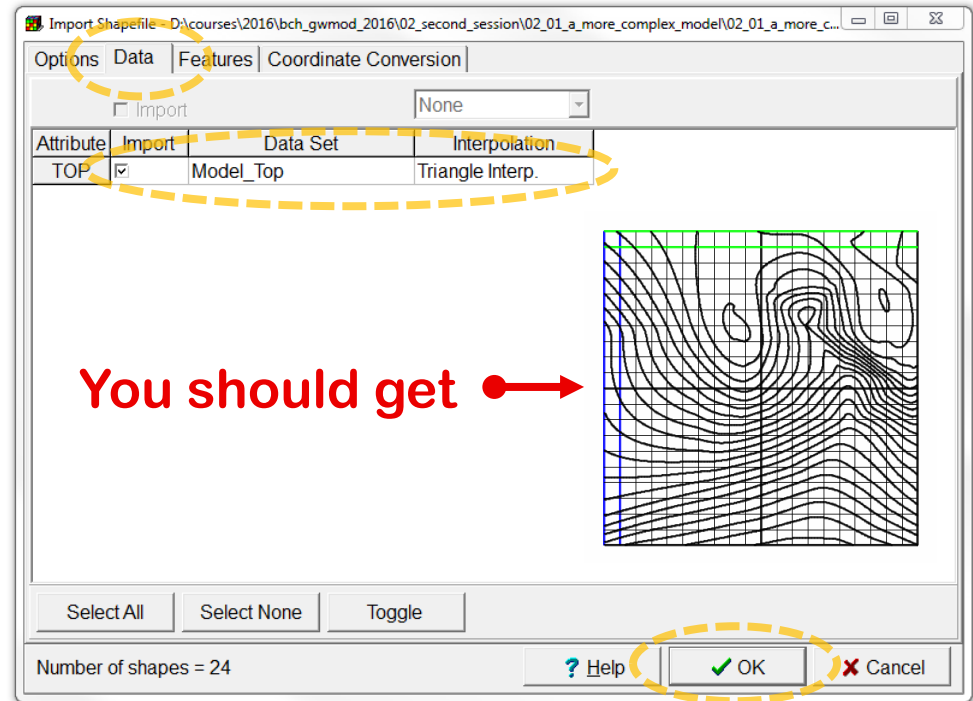 Import Shapefile - D:\courses\2016\bch_gwmod_2016\02_second_session\02_01_a_more_complex_model\02_01_a_more_c...
Options Data Features Coordinate Conversion
Import None
Attribute Import Data Set Interpolation
TOP Model_Top Triangle Interp.
You should get
Select All Select None Toggle
Number of shapes = 24 ? Help OK Cancel